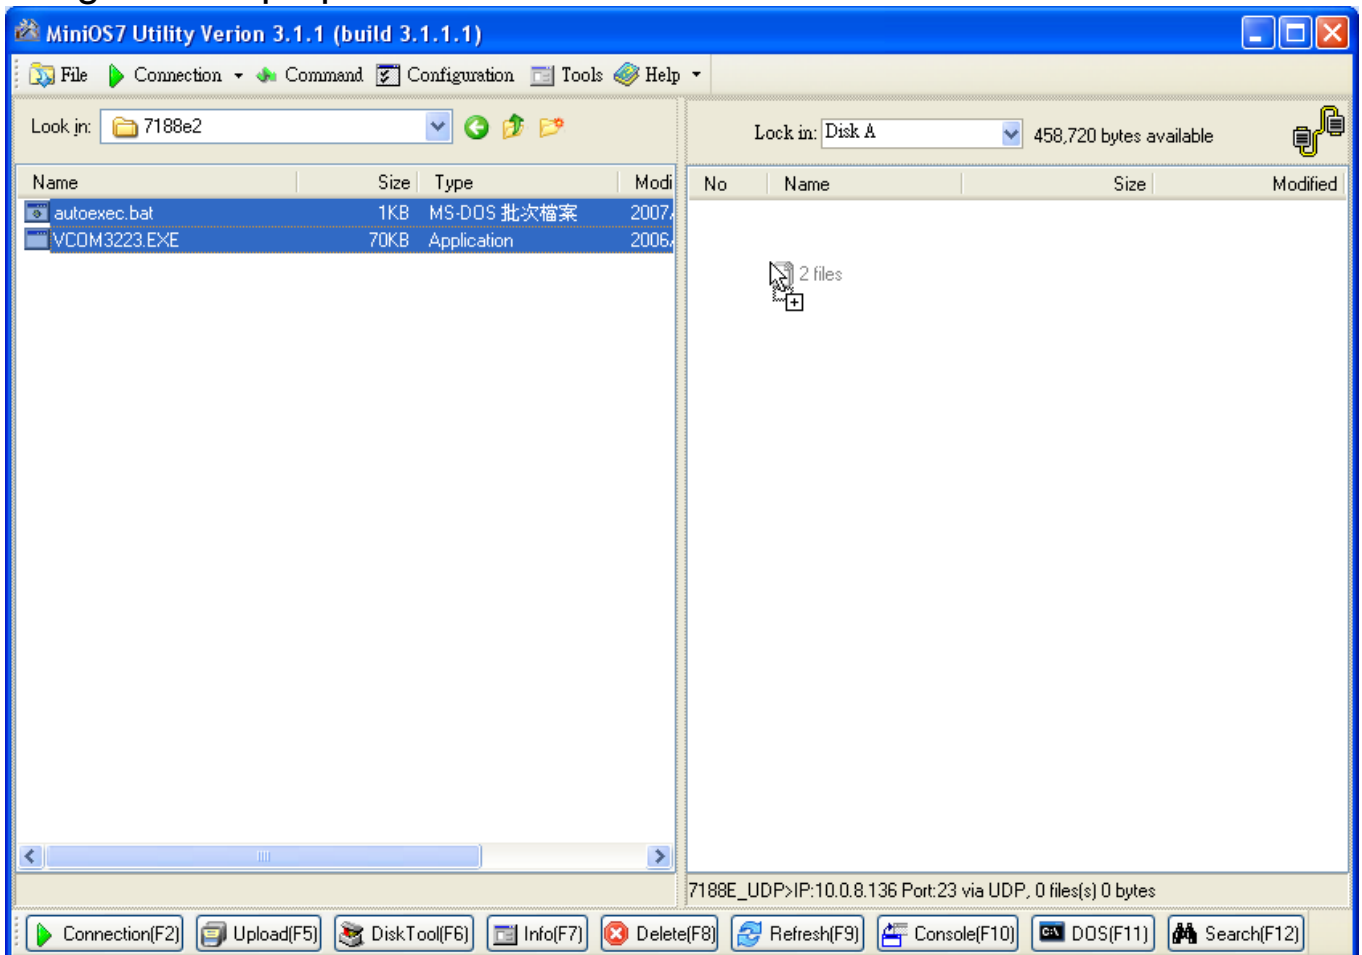 MiniOS7 Utility Verion 3.1.1 (build 3.1.1.1)
File Connection Command Configuration Tools Help
Look in: 7188e2
Lock in: Disk A 458,720 bytes available
Name Size Type Modi
No Name Size Modified
autoexec.bat 1KB MS-DOS 批次檔案 2007/
VCOM3223.EXE 70KB Application 2006/
2 files
7188E_UDP>IP:10.0.8.136 Port:23 via UDP, 0 files(s) 0 bytes
Connection(F2) Upload(F5) DiskTool(F6) Info(F7) Delete(F8) Refresh(F9) Console(F10) DOS(F11) Search(F12)